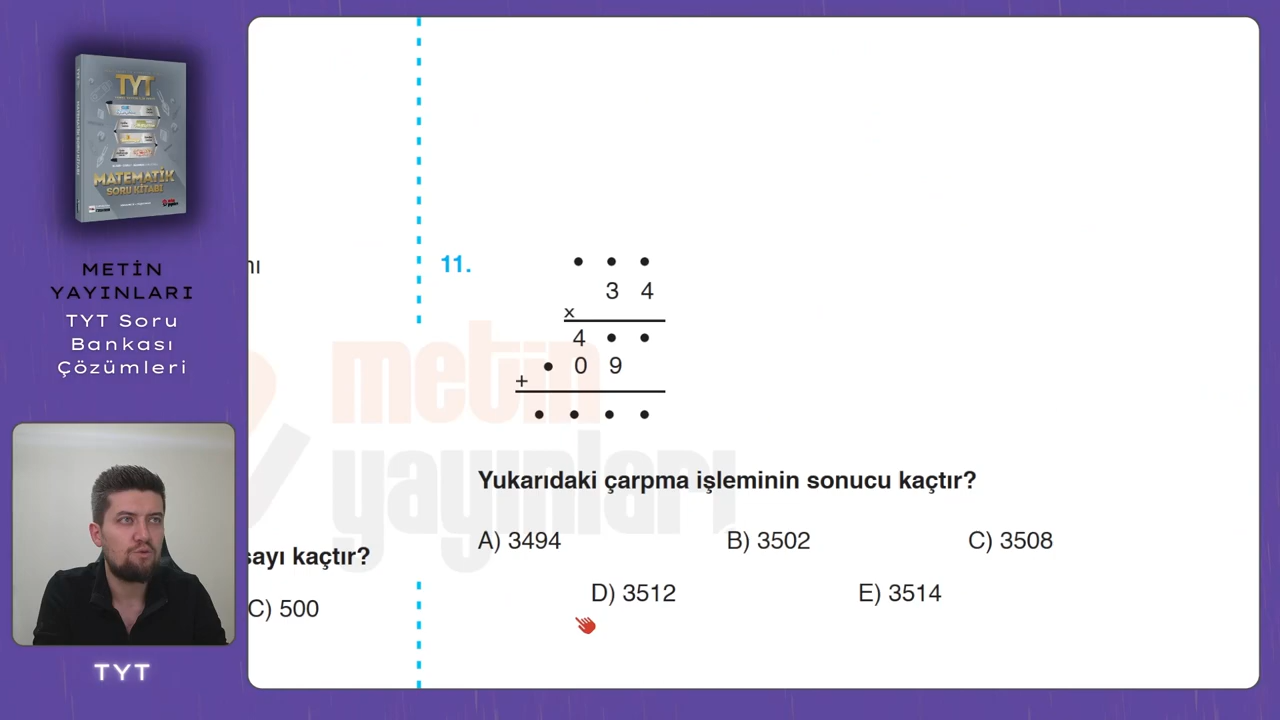 TYT
MATEMATİK
SORU KİTABI
METİN
YAYINLARI
TYT Soru
Bankası
Çözümleri
TYT
nı
sayı kaçtır?
C) 500
metin
yayınları
11.
• • •
3 4
x
4 • •
• 0 9
+
• • • •
Yukarıdaki çarpma işleminin sonucu kaçtır?
A) 3494 B) 3502 C) 3508
D) 3512 E) 3514